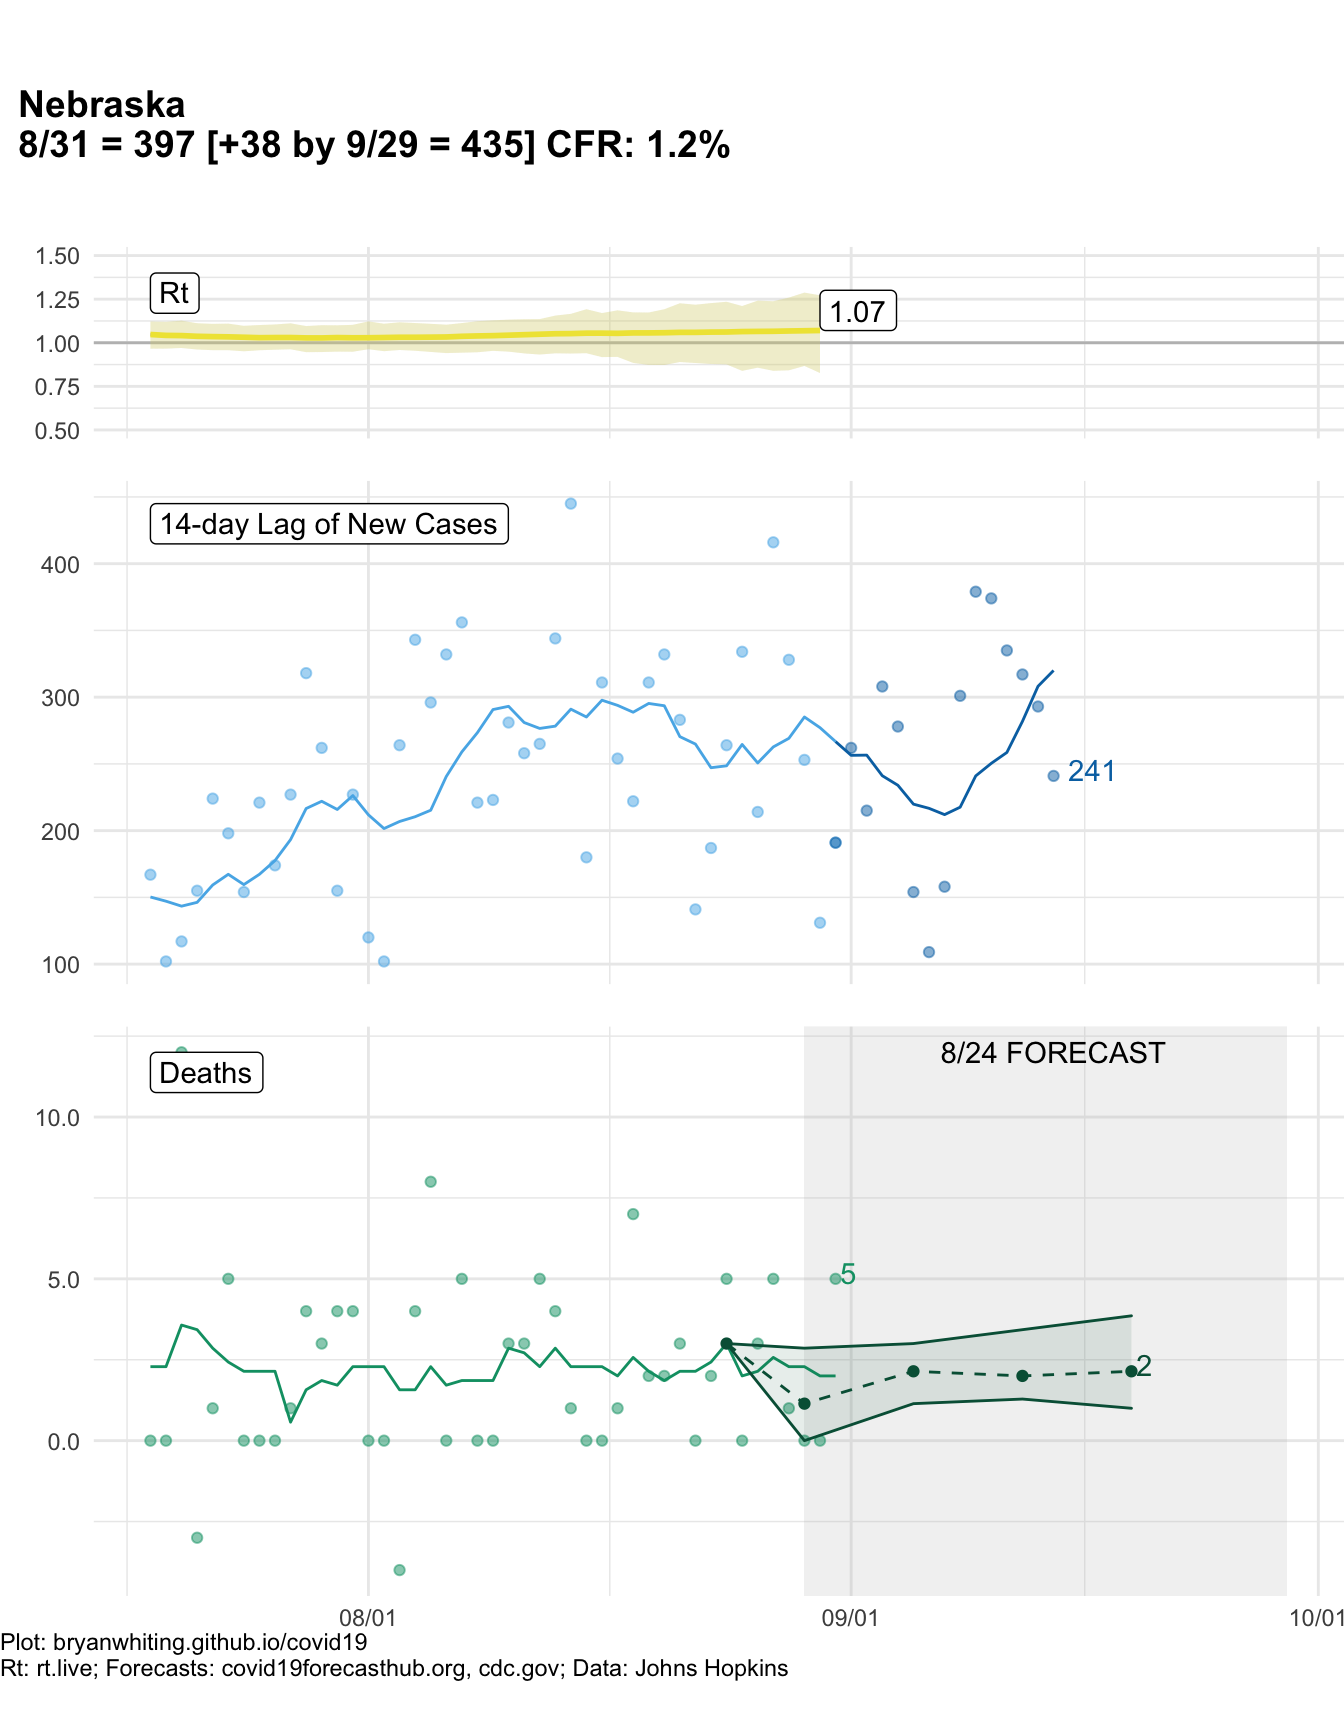 Nebraska
8/31 = 397 [+38 by 9/29 = 435] CFR: 1.2%
1.50
1.25
1.00
0.75
0.50
Rt
1.07
14-day Lag of New Cases
400
300
200
100
241
Deaths
8/24 FORECAST
10.0
5.0
0.0
5
2
08/01
09/01
10/01
Plot: bryanwhiting.github.io/covid19
Rt: rt.live; Forecasts: covid19forecasthub.org, cdc.gov; Data: Johns Hopkins